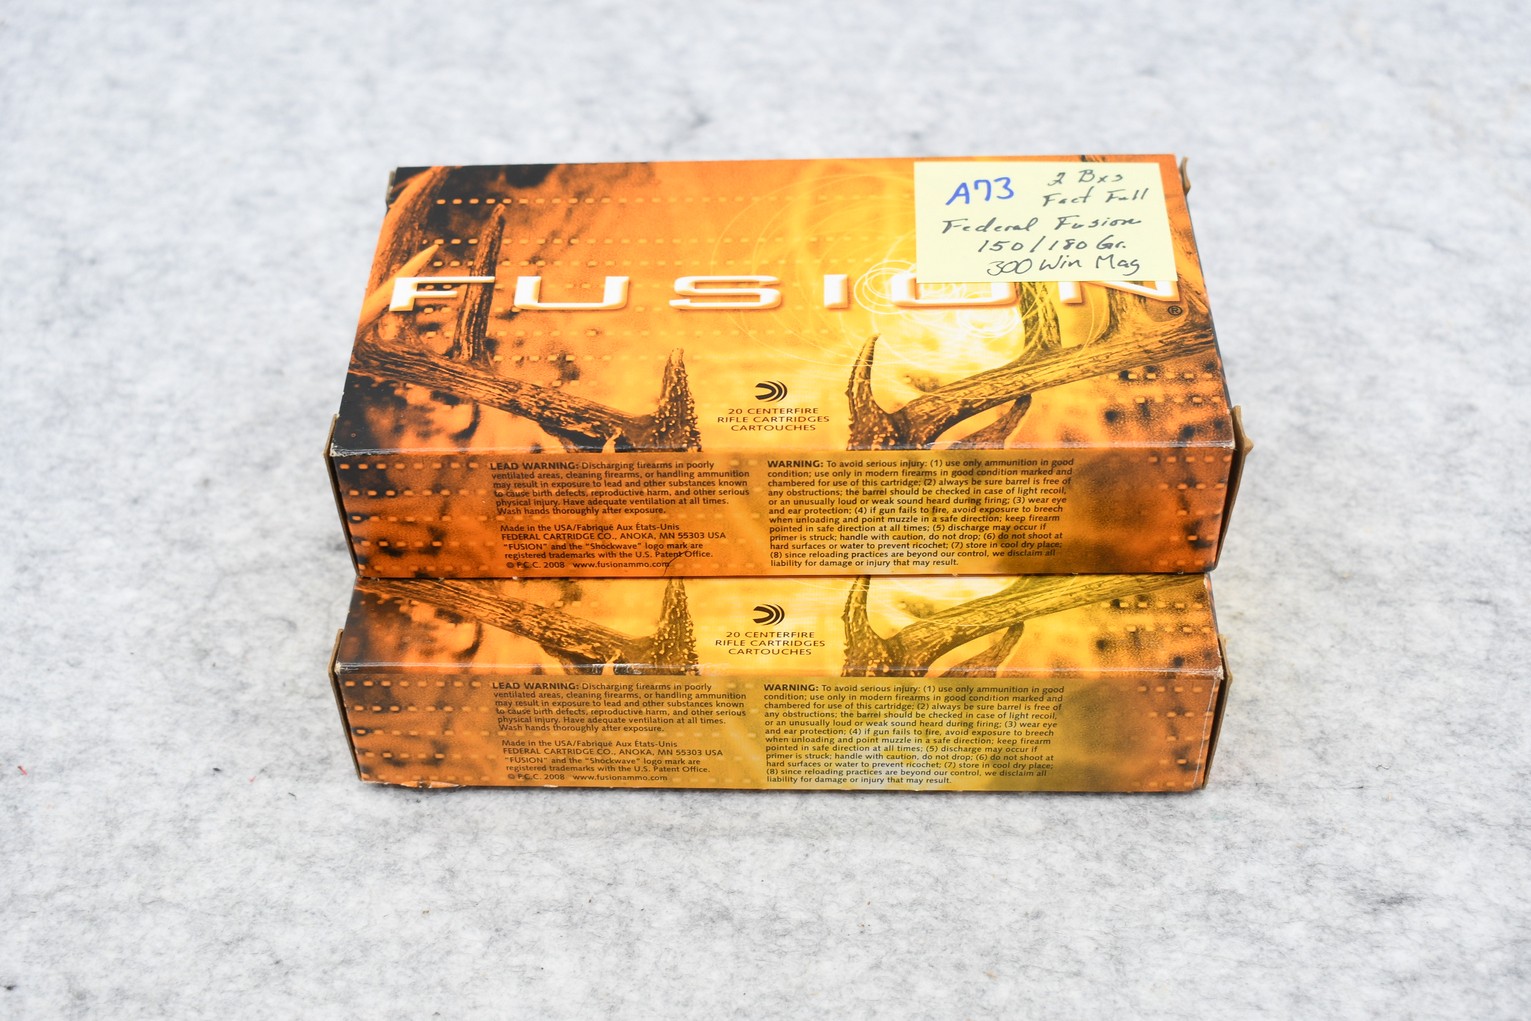 A73
2 Bxs
Fact Full
Federal Fusion
150/180 Gr.
300 Win Mag
FUSION®
20 CENTERFIRE
RIFLE CARTRIDGES
CARTOUCHES
LEAD WARNING: Discharging firearms in poorly
ventilated areas, cleaning firearms, or handling ammunition
may result in exposure to lead and other substances known
to cause birth defects, reproductive harm, and other serious
physical injury. Have adequate ventilation at all times.
Wash hands thoroughly after exposure.
Made in the USA/Fabriqué Aux États-Unis
FEDERAL CARTRIDGE CO., ANOKA, MN 55303 USA
"FUSION" and the "Shockwave" logo mark are
registered trademarks with the U.S. Patent Office.
© F.C.C. 2008 www.fusionammo.com
WARNING: To avoid serious injury: (1) use only ammunition in good
condition; use only in modern firearms in good condition marked and
chambered for use of this cartridge; (2) always be sure barrel is free of
any obstructions; the barrel should be checked in case of light recoil,
or an unusually loud or weak sound heard during firing; (3) wear eye
and ear protection; (4) if gun fails to fire, avoid exposure to breech
when unloading and point muzzle in a safe direction; keep firearm
pointed in safe direction at all times; (5) discharge may occur if
primer is struck; handle with caution, do not drop; (6) do not shoot at
hard surfaces or water to prevent ricochet; (7) store in cool dry place;
(8) since reloading practices are beyond our control, we disclaim all
liability for damage or injury that may result.
20 CENTERFIRE
RIFLE CARTRIDGES
CARTOUCHES
LEAD WARNING: Discharging firearms in poorly
ventilated areas, cleaning firearms, or handling ammunition
may result in exposure to lead and other substances known
to cause birth defects, reproductive harm, and other serious
physical injury. Have adequate ventilation at all times.
Wash hands thoroughly after exposure.
Made in the USA/Fabriqué Aux États-Unis
FEDERAL CARTRIDGE CO., ANOKA, MN 55303 USA
"FUSION" and the "Shockwave" logo mark are
registered trademarks with the U.S. Patent Office.
© F.C.C. 2008 www.fusionammo.com
WARNING: To avoid serious injury: (1) use only ammunition in good
condition; use only in modern firearms in good condition marked and
chambered for use of this cartridge; (2) always be sure barrel is free of
any obstructions; the barrel should be checked in case of light recoil,
or an unusually loud or weak sound heard during firing; (3) wear eye
and ear protection; (4) if gun fails to fire, avoid exposure to breech
when unloading and point muzzle in a safe direction; keep firearm
pointed in safe direction at all times; (5) discharge may occur if
primer is struck; handle with caution, do not drop; (6) do not shoot at
hard surfaces or water to prevent ricochet; (7) store in cool dry place;
(8) since reloading practices are beyond our control, we disclaim all
liability for damage or injury that may result.